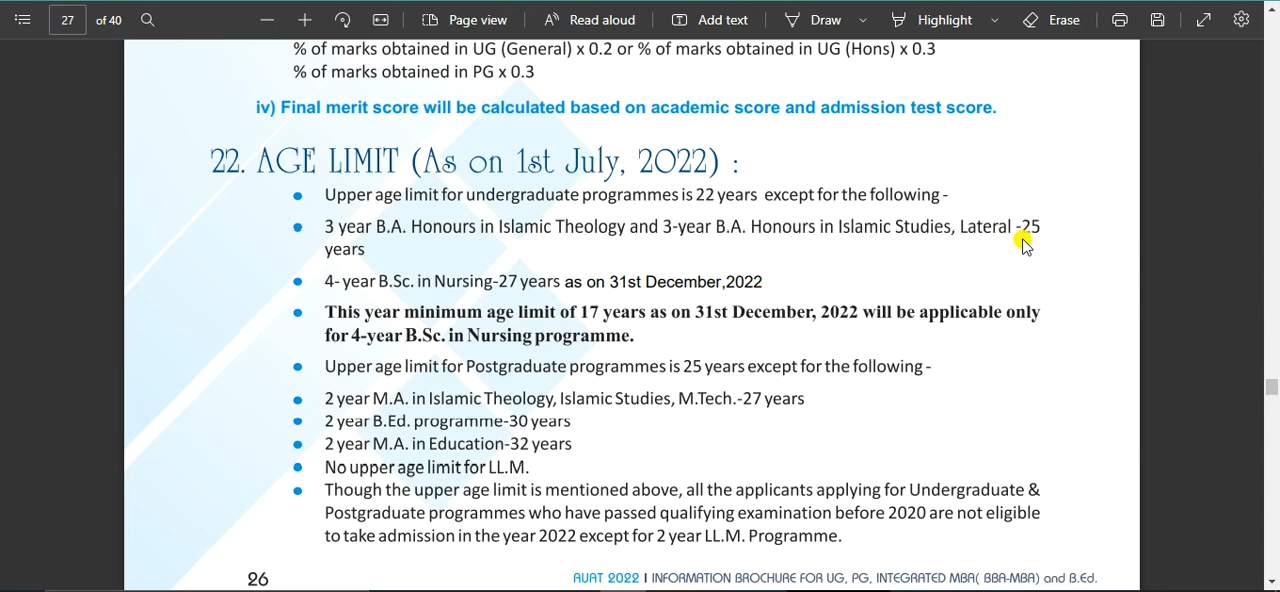 27 of 40 Page view Read aloud Add text Draw Highlight Erase
% of marks obtained in UG (General) x 0.2 or % of marks obtained in UG (Hons) x 0.3
% of marks obtained in PG x 0.3
iv) Final merit score will be calculated based on academic score and admission test score.
22. AGE LIMIT (As on 1st July, 2022) :
Upper age limit for undergraduate programmes is 22 years except for the following -
3 year B.A. Honours in Islamic Theology and 3-year B.A. Honours in Islamic Studies, Lateral -25
years
4- year B.Sc. in Nursing-27 years as on 31st December,2022
This year minimum age limit of 17 years as on 31st December, 2022 will be applicable only
for 4-year B.Sc. in Nursing programme.
Upper age limit for Postgraduate programmes is 25 years except for the following -
2 year M.A. in Islamic Theology, Islamic Studies, M.Tech.-27 years
2 year B.Ed. programme-30 years
2 year M.A. in Education-32 years
No upper age limit for LL.M.
Though the upper age limit is mentioned above, all the applicants applying for Undergraduate &
Postgraduate programmes who have passed qualifying examination before 2020 are not eligible
to take admission in the year 2022 except for 2 year LL.M. Programme.
26 AUAT 2022 I INFORMATION BROCHURE FOR UG, PG, INTEGRATED MBA( BBA-MBA) and B.Ed.